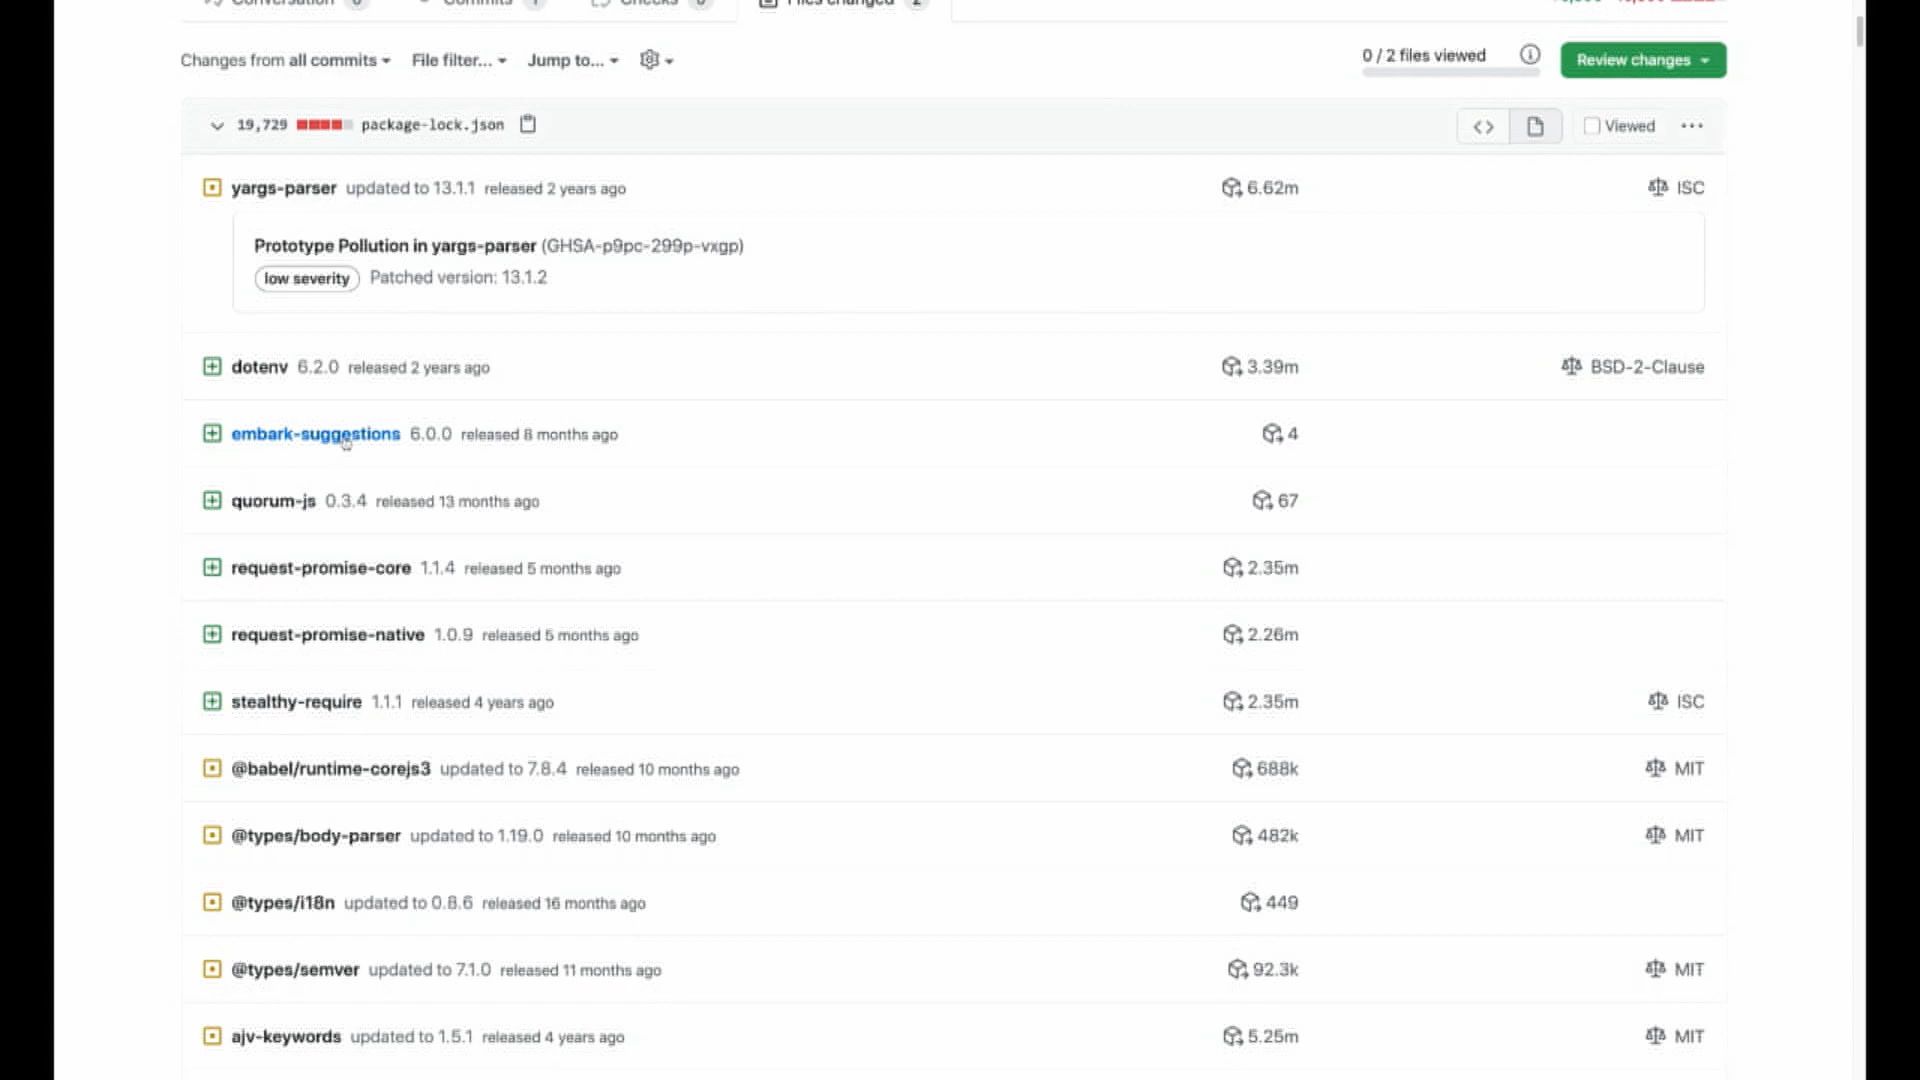 Conversation 0 Commits 1 Checks 0 Files changed 2
Changes from all commits File filter... Jump to... 0 / 2 files viewed Review changes
19,729 package-lock.json Viewed
yargs-parser updated to 13.1.1 released 2 years ago 6.62m ISC
Prototype Pollution in yargs-parser (GHSA-p9pc-299p-vxgp)
low severity Patched version: 13.1.2
dotenv 6.2.0 released 2 years ago 3.39m BSD-2-Clause
embark-suggestions 6.0.0 released 8 months ago 4
quorum-js 0.3.4 released 13 months ago 67
request-promise-core 1.1.4 released 5 months ago 2.35m
request-promise-native 1.0.9 released 5 months ago 2.26m
stealthy-require 1.1.1 released 4 years ago 2.35m ISC
@babel/runtime-corejs3 updated to 7.8.4 released 10 months ago 688k MIT
@types/body-parser updated to 1.19.0 released 10 months ago 482k MIT
@types/i18n updated to 0.8.6 released 16 months ago 449
@types/semver updated to 7.1.0 released 11 months ago 92.3k MIT
ajv-keywords updated to 1.5.1 released 4 years ago 5.25m MIT